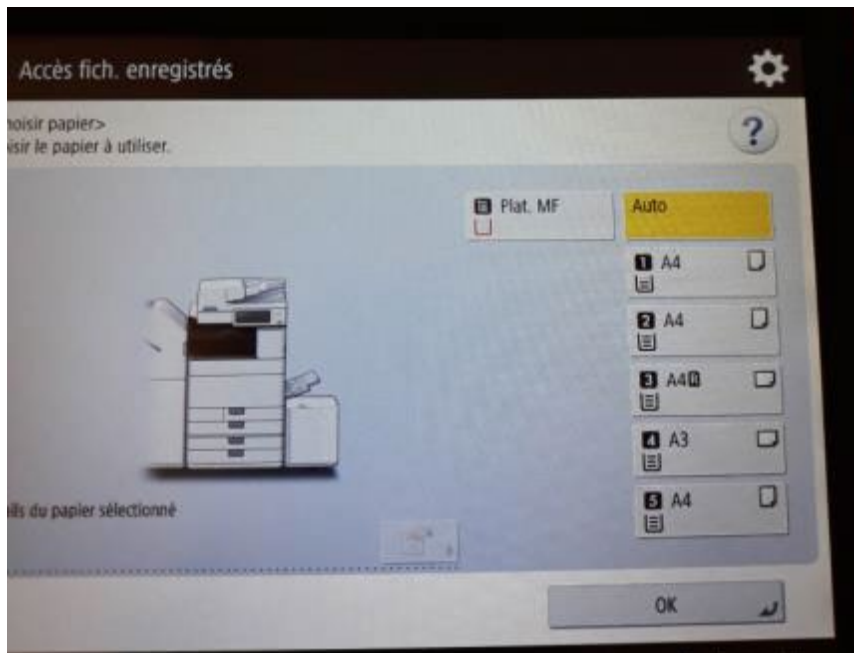 Accès fich. enregistrés
oisir papier>
isir le papier à utiliser.
?
Plat. MF
Auto
1 A4
2 A4
3 A4R
4 A3
5 A4
ils du papier sélectionné
OK